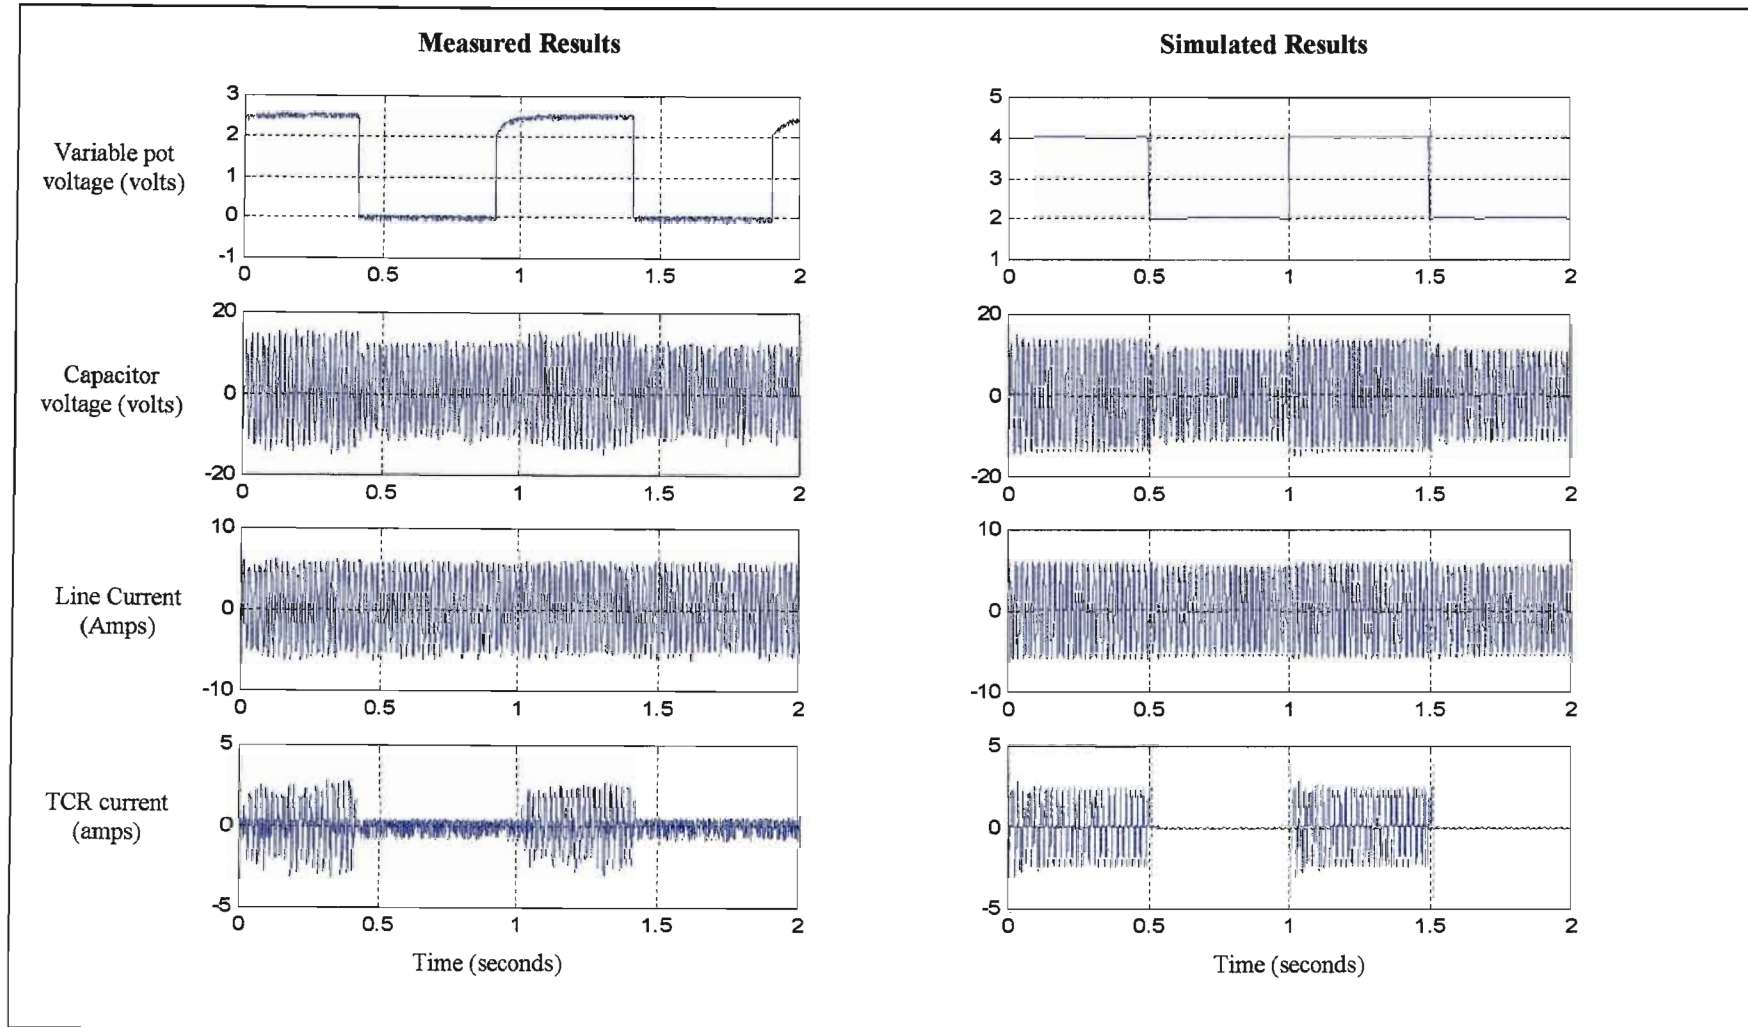 Measured Results
Simulated Results
Variable pot
voltage (volts)
3
2
1
0
-1
0 0.5 1 1.5 2
5
4
3
2
1
0 0.5 1 1.5 2
Capacitor
voltage (volts)
20
0
-20
0 0.5 1 1.5 2
20
0
-20
0 0.5 1 1.5 2
Line Current
(Amps)
10
0
-10
0 0.5 1 1.5 2
10
0
-10
0 0.5 1 1.5 2
TCR current
(amps)
5
0
-5
0 0.5 1 1.5 2
5
0
-5
0 0.5 1 1.5 2
Time (seconds)
Time (seconds)